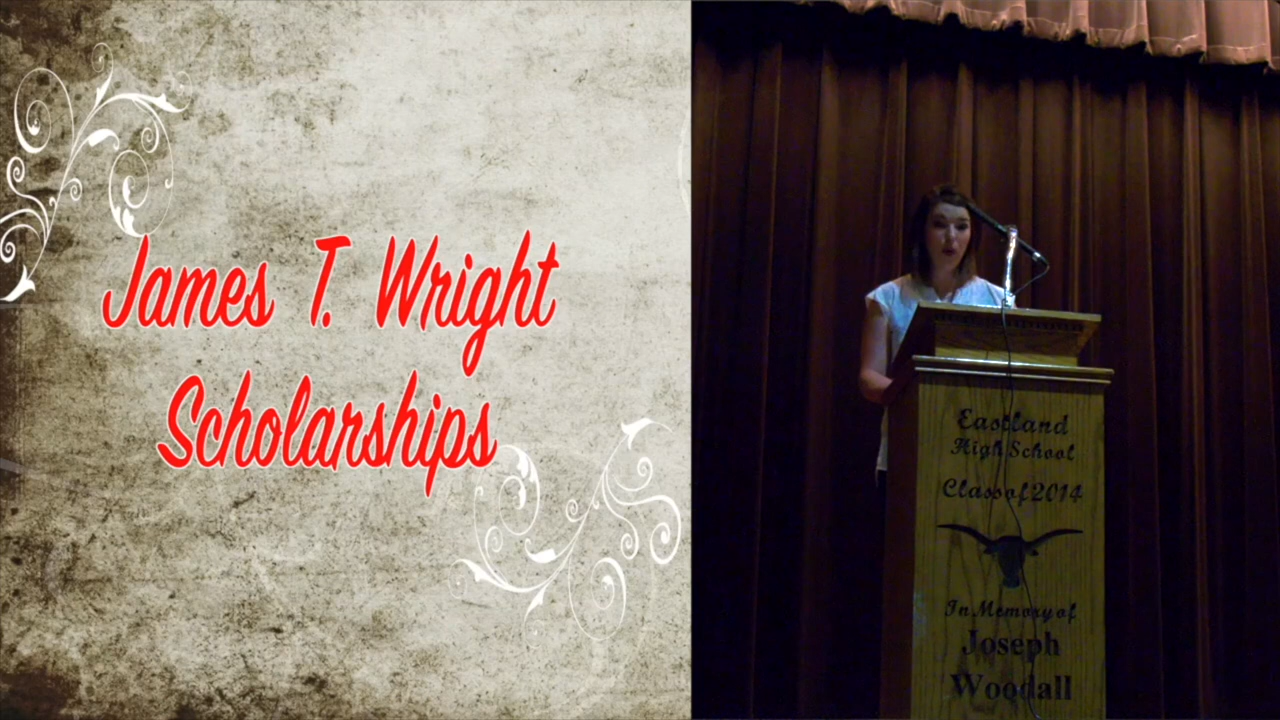 James T. Wright
Scholarships
Eastland
High School
Class of 2014
In Memory of
Joseph
Woodall